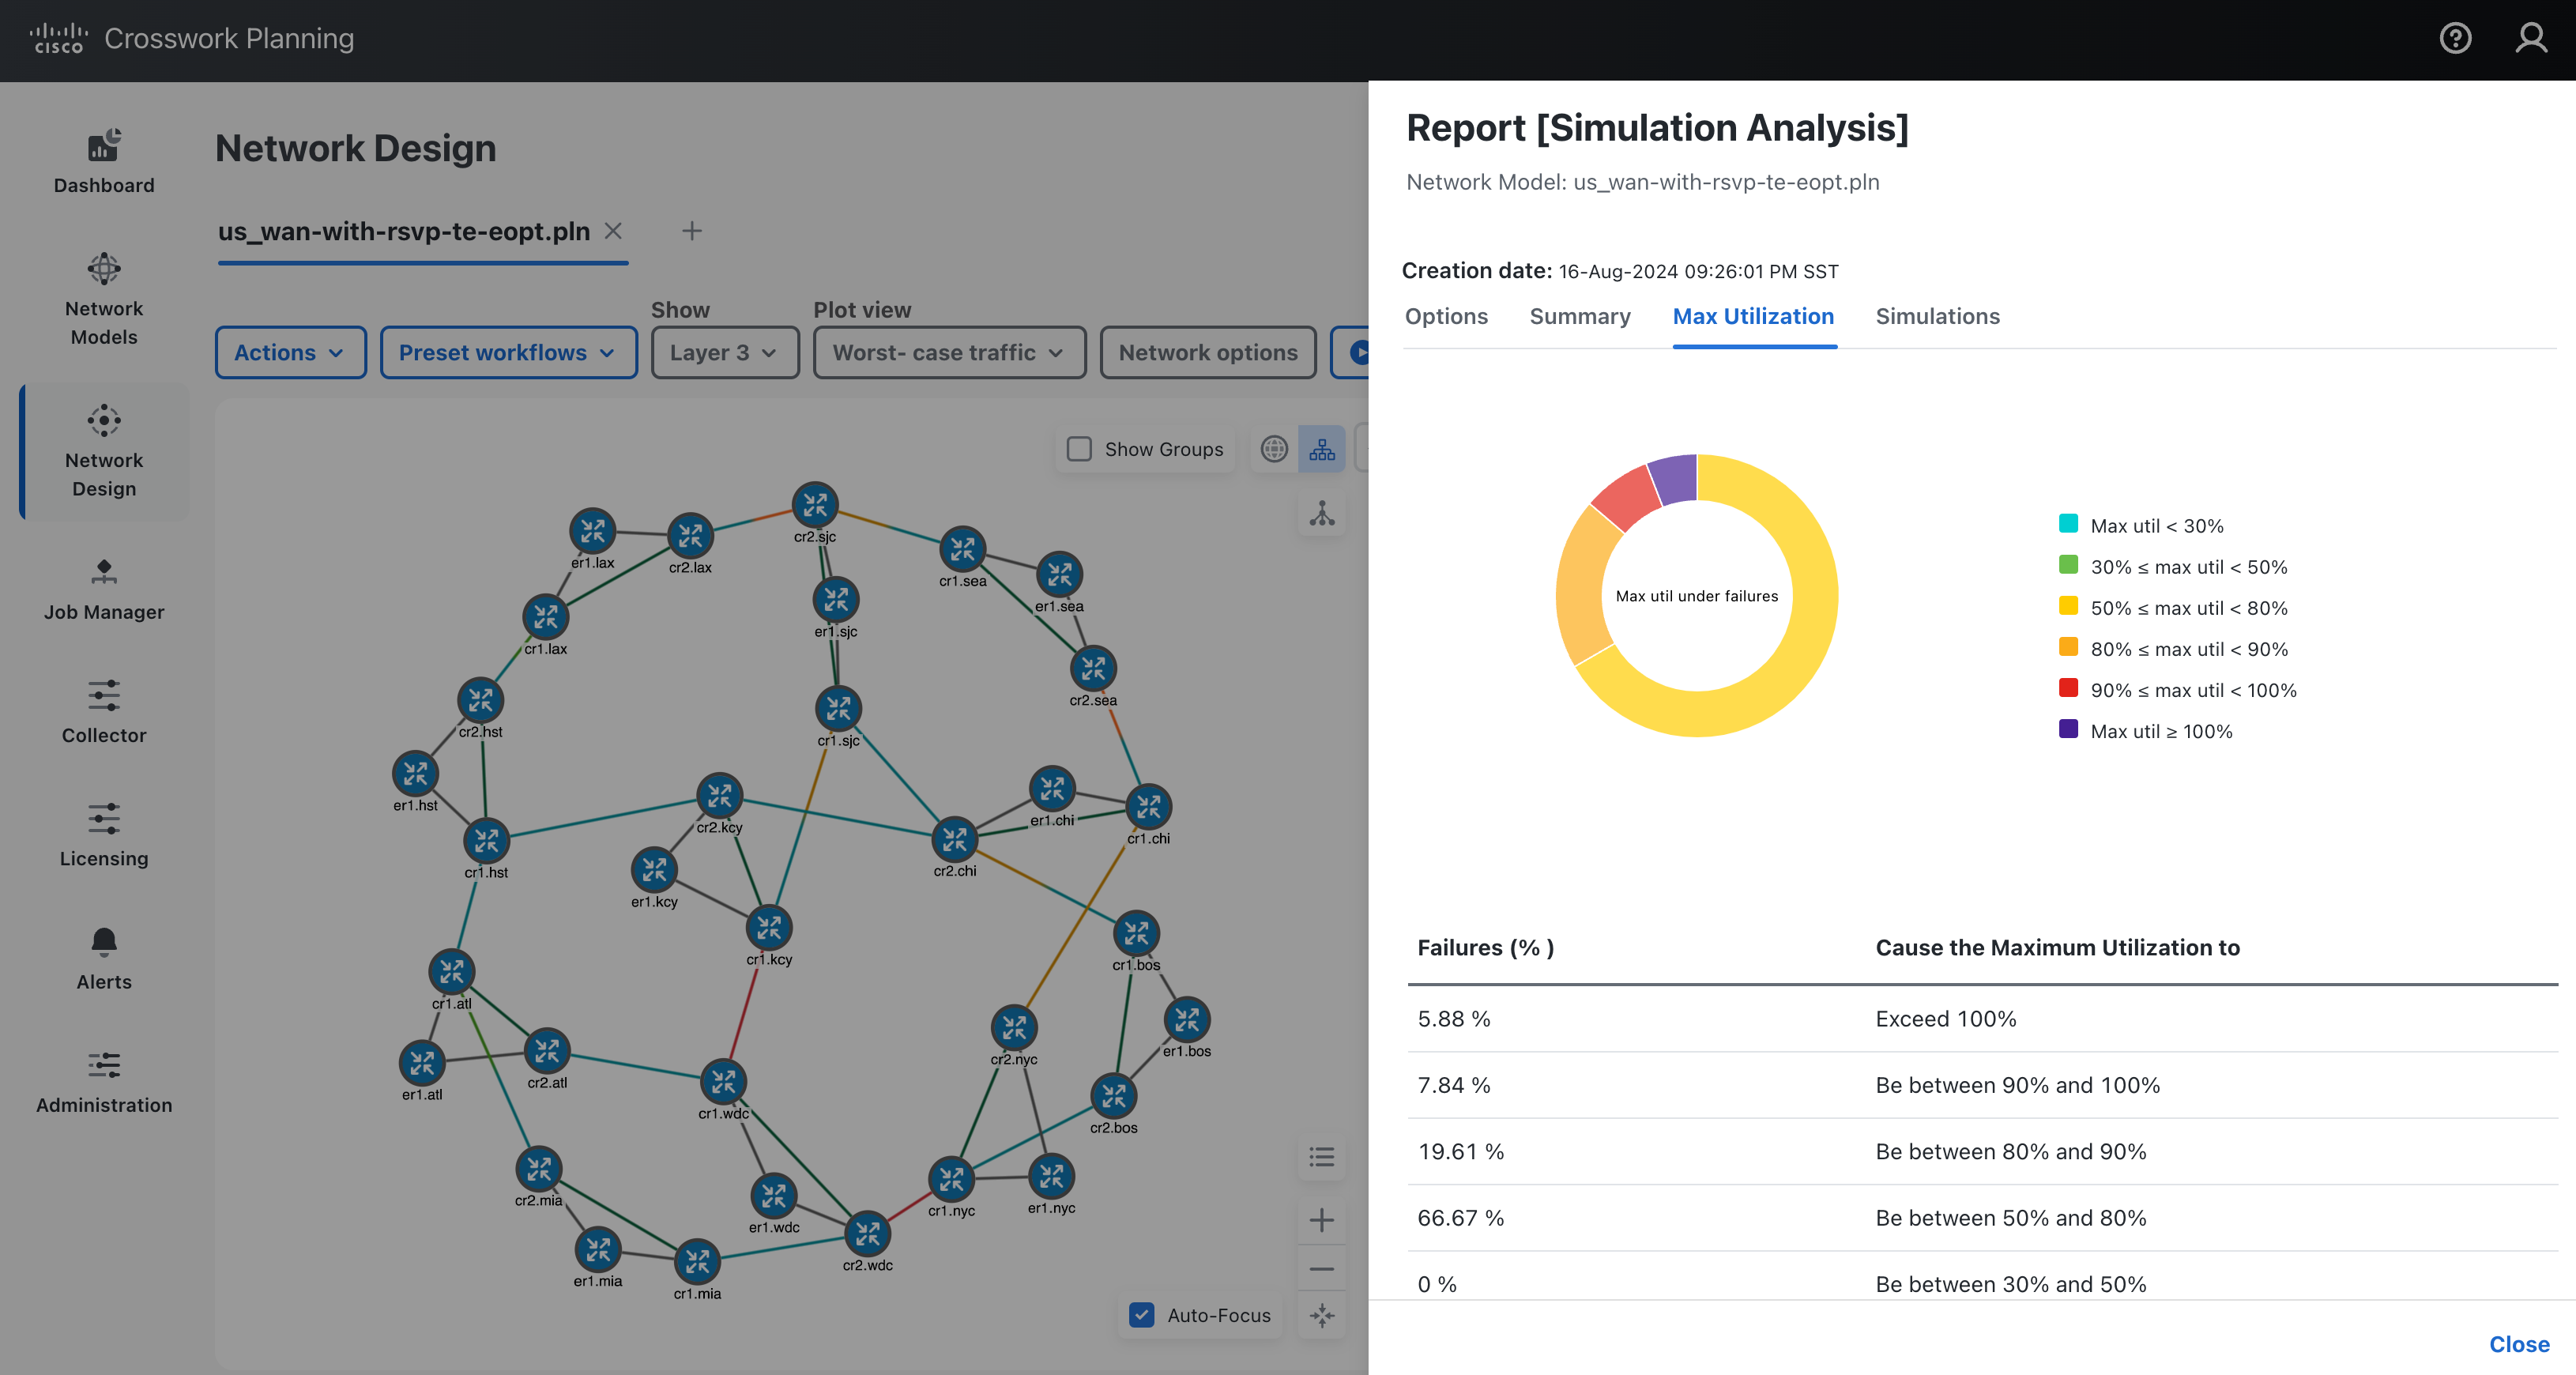 CISCO Crosswork Planning
Dashboard
Network
Models
Network
Design
Job Manager
Collector
Licensing
Alerts
Administration
Network Design
us_wan-with-rsvp-te-eopt.pln
Show
Plot view
Actions
Preset workflows
Layer 3
Worst- case traffic
Network options
Show Groups
cr2.sjc
er1.lax
cr2.lax
cr1.sea
er1.sea
er1.sjc
cr1.lax
cr2.sea
cr2.hst
cr1.sjc
er1.hst
cr2.kcy
er1.chi
cr1.chi
cr1.hst
cr2.chi
er1.kcy
cr1.kcy
cr1.bos
cr1.atl
er1.bos
cr2.nyc
cr2.atl
er1.atl
cr1.wdc
cr2.bos
cr2.mia
er1.wdc
cr1.nyc
er1.nyc
cr2.wdc
er1.mia
cr1.mia
Auto-Focus
Report [Simulation Analysis]
Network Model: us_wan-with-rsvp-te-eopt.pln
Creation date: 16-Aug-2024 09:26:01 PM SST
Options
Summary
Max Utilization
Simulations
Max util under failures
Max util < 30%
30% ≤ max util < 50%
50% ≤ max util < 80%
80% ≤ max util < 90%
90% ≤ max util < 100%
Max util ≥ 100%
Failures (% ) Cause the Maximum Utilization to
5.88 % Exceed 100%
7.84 % Be between 90% and 100%
19.61 % Be between 80% and 90%
66.67 % Be between 50% and 80%
0 % Be between 30% and 50%
Close